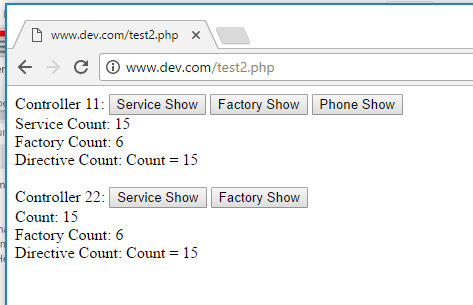 www.dev.com/test2.php
www.dev.com/test2.php
Controller 11: Service Show Factory Show Phone Show
Service Count: 15
Factory Count: 6
Directive Count: Count = 15
Controller 22: Service Show Factory Show
Count: 15
Factory Count: 6
Directive Count: Count = 15